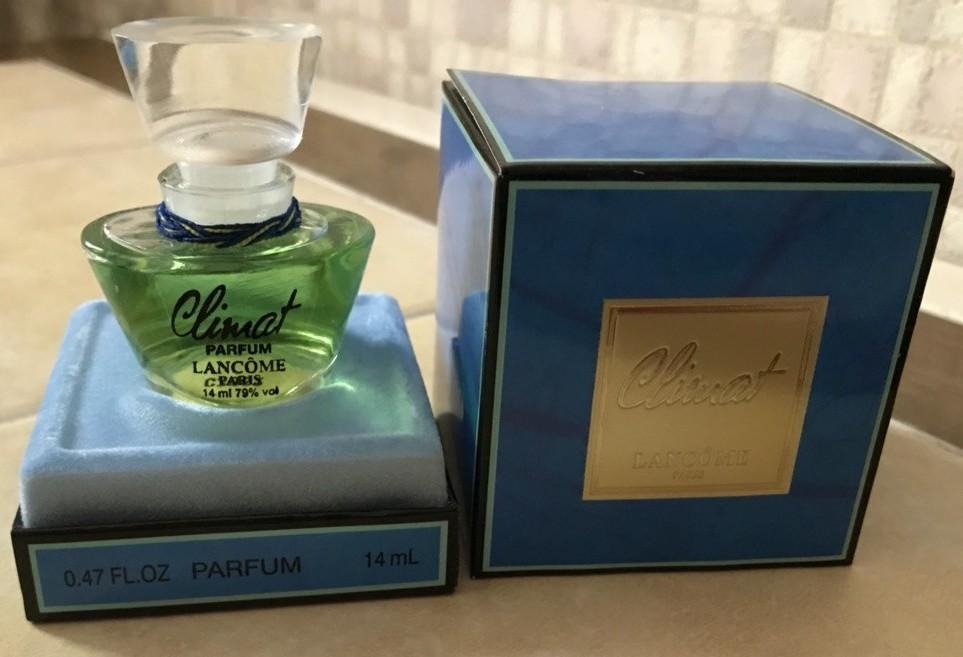 Climat
PARFUM
LANCÔME
PARIS
14 ml 79% vol
0.47 FL.OZ PARFUM 14 mL
Climat
LANCÔME
PARIS